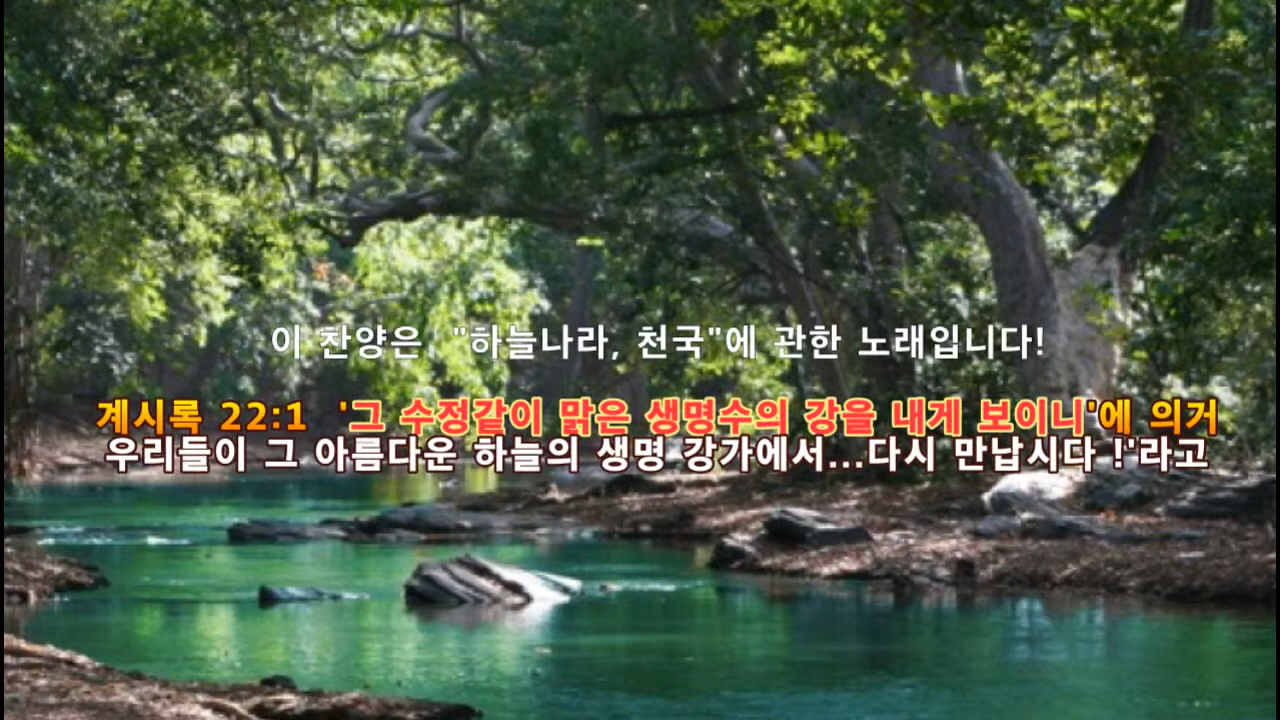 이 찬양은 "하늘나라, 천국"에 관한 노래입니다!
계시록 22:1 '그 수정같이 맑은 생명수의 강을 내게 보이니'에 의거
우리들이 그 아름다운 하늘의 생명 강가에서...다시 만납시다 !'라고